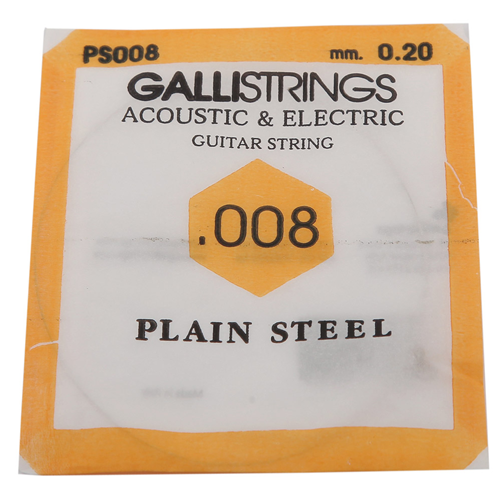 PS008 mm. 0.20
GALLISTRINGS
ACOUSTIC & ELECTRIC
GUITAR STRING
.008
PLAIN STEEL